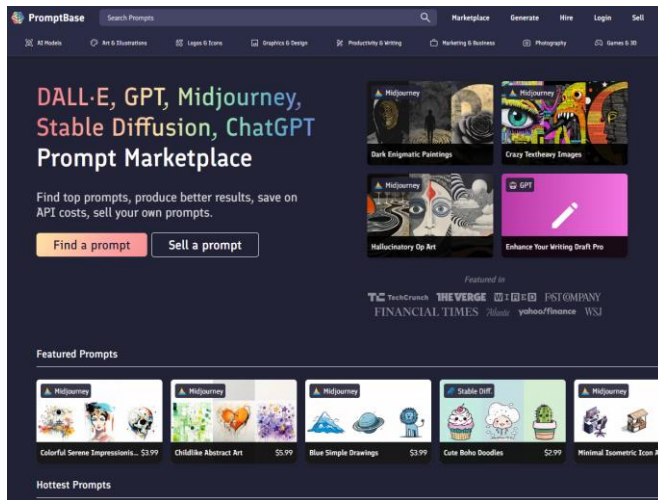 PromptBase
Search Prompts
Marketplace
Generate
Hire
Login
Sell
AI Models
Art & Illustrations
Logos & Icons
Graphics & Design
Productivity & Writing
Marketing & Business
Photography
Games & 3D
DALL·E, GPT, Midjourney,
Stable Diffusion, ChatGPT
Prompt Marketplace
Find top prompts, produce better results, save on
API costs, sell your own prompts.
Find a prompt
Sell a prompt
Midjourney
Dark Enigmatic Paintings
Midjourney
Crazy Textheavy Images
Midjourney
Hallucinatory Op Art
GPT
Enhance Your Writing Draft Pro
Featured in
TC TechCrunch THE VERGE WIRED FAST COMPANY
FINANCIAL TIMES Atlantic yahoo/finance WSJ
Featured Prompts
Midjourney
Colorful Serene Impressionis... $3.99
Midjourney
Childlike Abstract Art $5.99
Midjourney
Blue Simple Drawings $3.99
Stable Diff.
Cute Boho Doodles $2.99
Midjourney
Minimal Isometric Icon A
Hottest Prompts